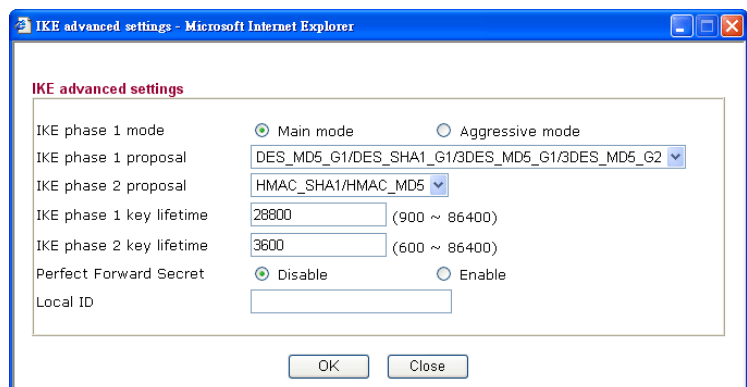 IKE advanced settings - Microsoft Internet Explorer
IKE advanced settings
IKE phase 1 mode Main mode Aggressive mode
IKE phase 1 proposal DES_MD5_G1/DES_SHA1_G1/3DES_MD5_G1/3DES_MD5_G2
IKE phase 2 proposal HMAC_SHA1/HMAC_MD5
IKE phase 1 key lifetime 28800 (900 ~ 86400)
IKE phase 2 key lifetime 3600 (600 ~ 86400)
Perfect Forward Secret Disable Enable
Local ID
OK Close